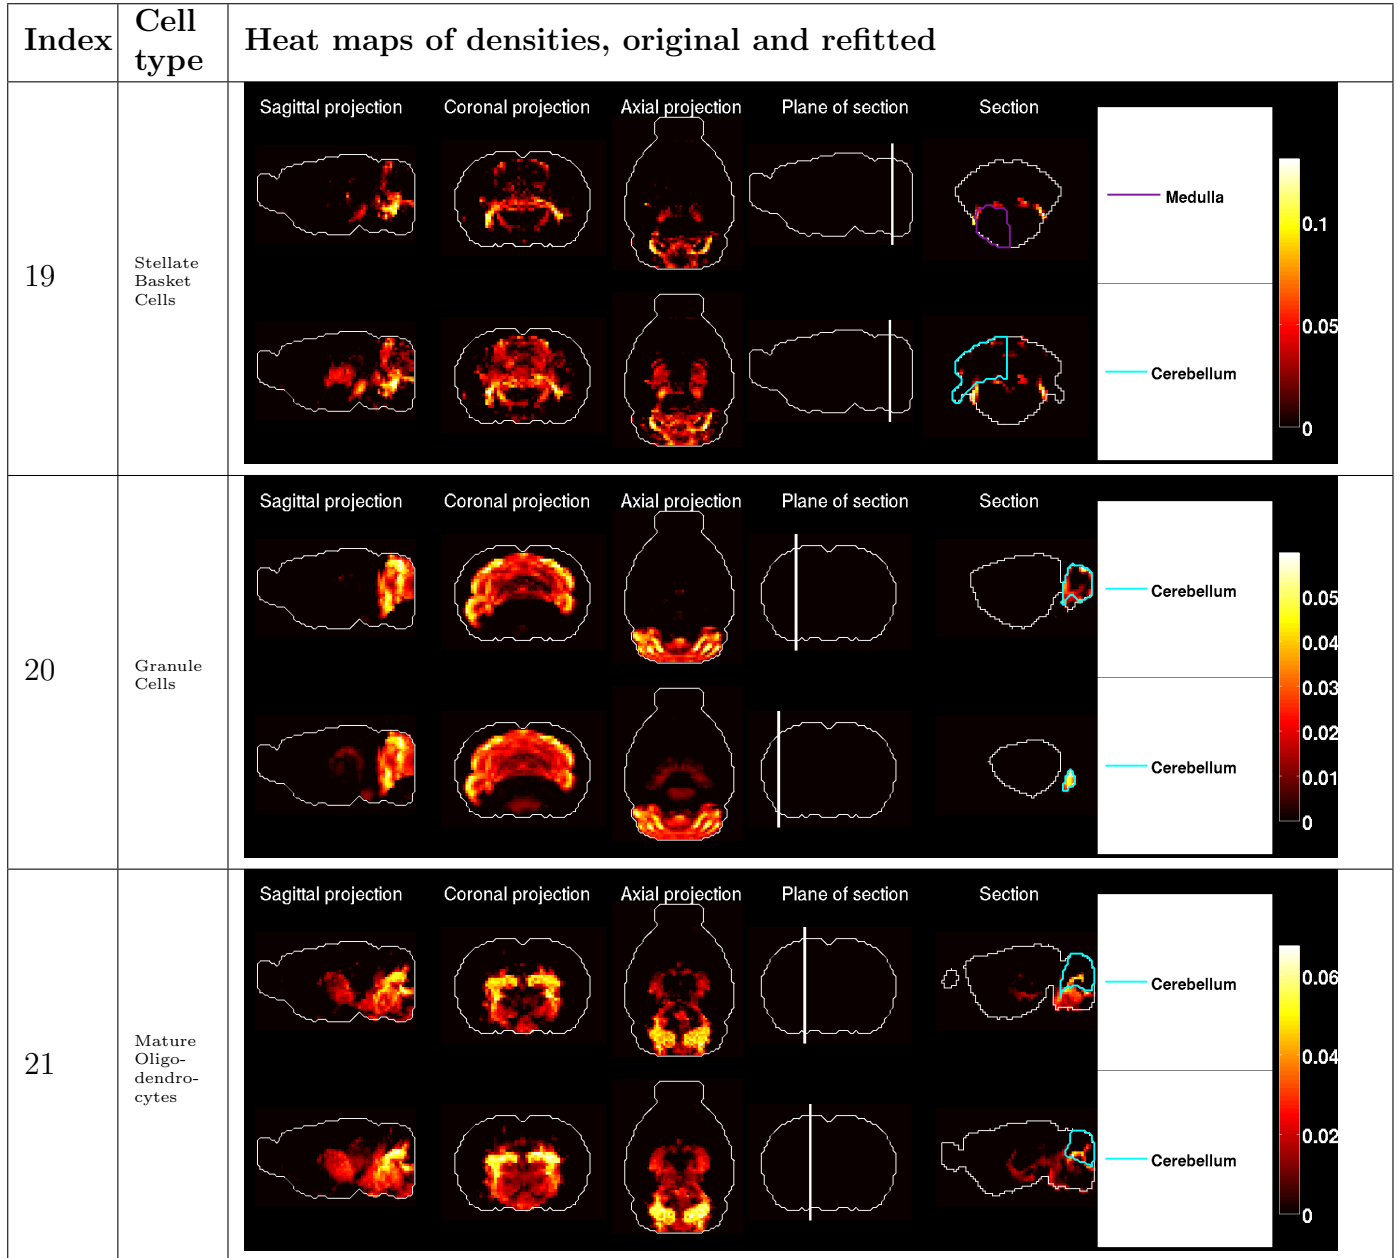 Index
Cell
type
Heat maps of densities, original and refitted
19
Stellate
Basket
Cells
Sagittal projection
Coronal projection
Axial projection
Plane of section
Section
Medulla
Cerebellum
0.1
0.05
0
20
Granule
Cells
Sagittal projection
Coronal projection
Axial projection
Plane of section
Section
Cerebellum
Cerebellum
0.05
0.04
0.03
0.02
0.01
0
21
Mature
Oligo-
dendro-
cytes
Sagittal projection
Coronal projection
Axial projection
Plane of section
Section
Cerebellum
Cerebellum
0.06
0.04
0.02
0